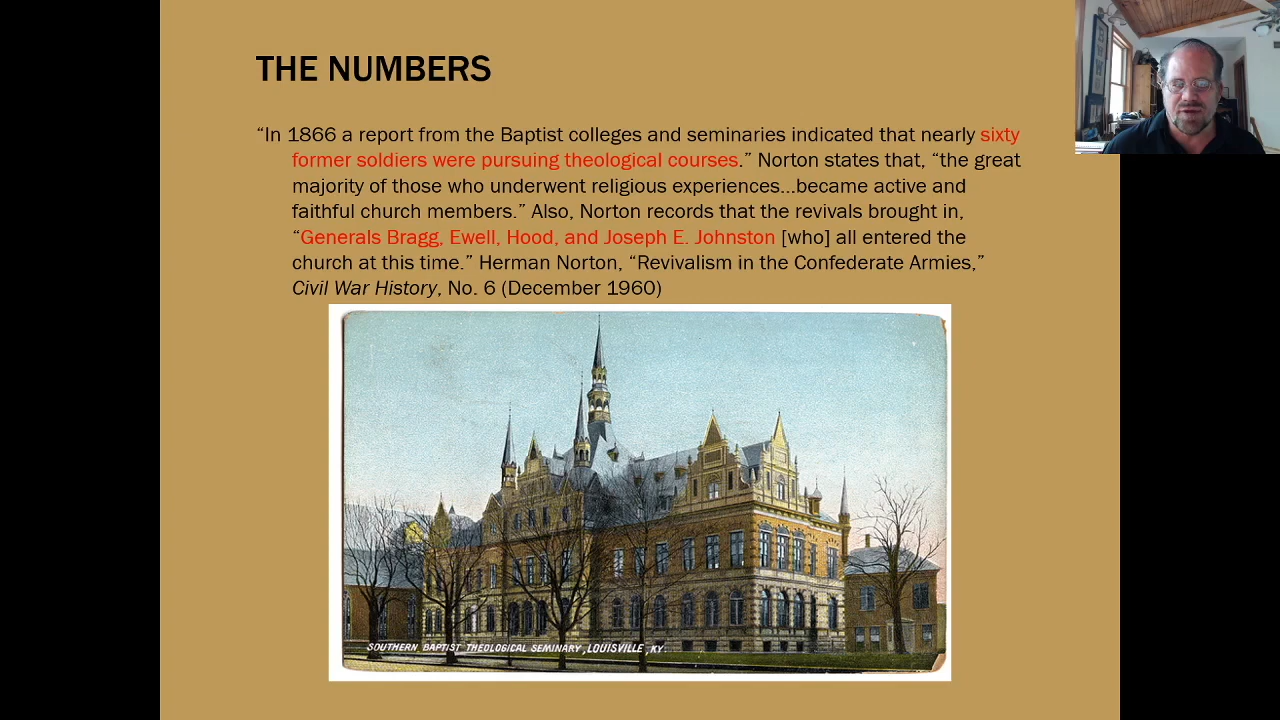 THE NUMBERS
“In 1866 a report from the Baptist colleges and seminaries indicated that nearly sixty
former soldiers were pursuing theological courses.” Norton states that, “the great
majority of those who underwent religious experiences...became active and
faithful church members.” Also, Norton records that the revivals brought in,
“Generals Bragg, Ewell, Hood, and Joseph E. Johnston [who] all entered the
church at this time.” Herman Norton, “Revivalism in the Confederate Armies,”
Civil War History, No. 6 (December 1960)
SOUTHERN BAPTIST THEOLOGICAL SEMINARY, LOUISVILLE, KY.